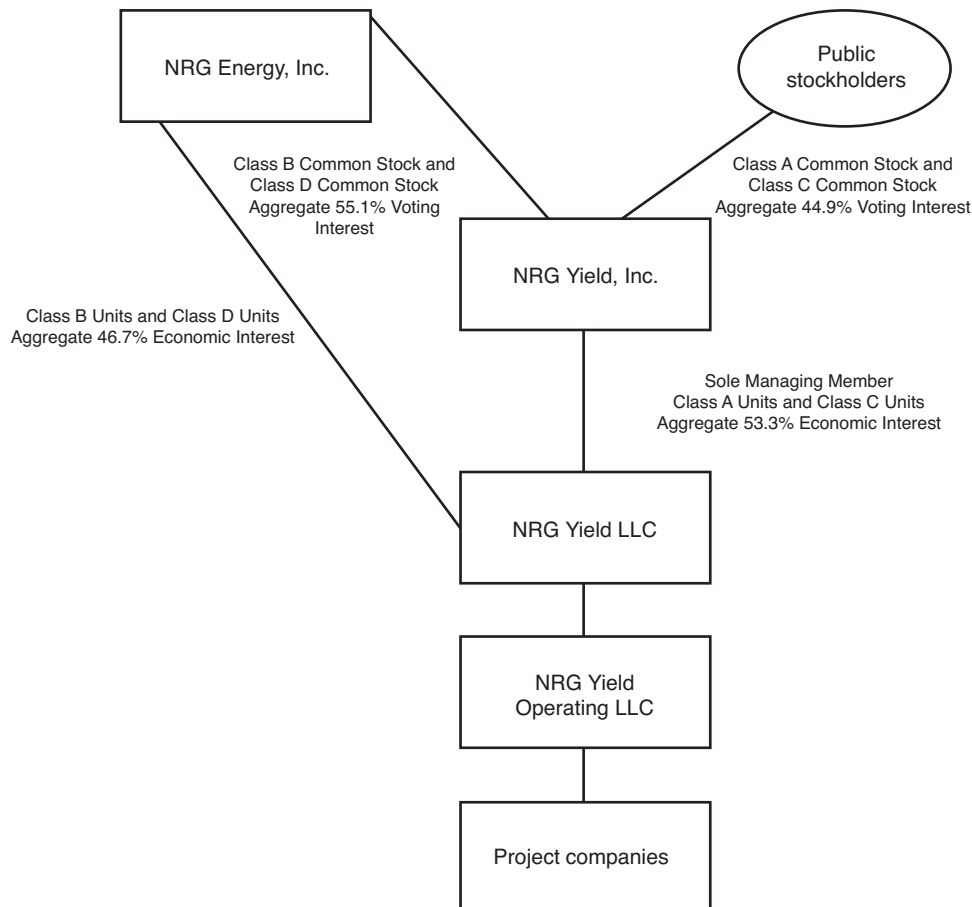 NRG Energy, Inc.
Public
stockholders
Class B Common Stock and
Class D Common Stock
Aggregate 55.1% Voting
Interest
Class A Common Stock and
Class C Common Stock
Aggregate 44.9% Voting Interest
NRG Yield, Inc.
Class B Units and Class D Units
Aggregate 46.7% Economic Interest
Sole Managing Member
Class A Units and Class C Units
Aggregate 53.3% Economic Interest
NRG Yield LLC
NRG Yield
Operating LLC
Project companies